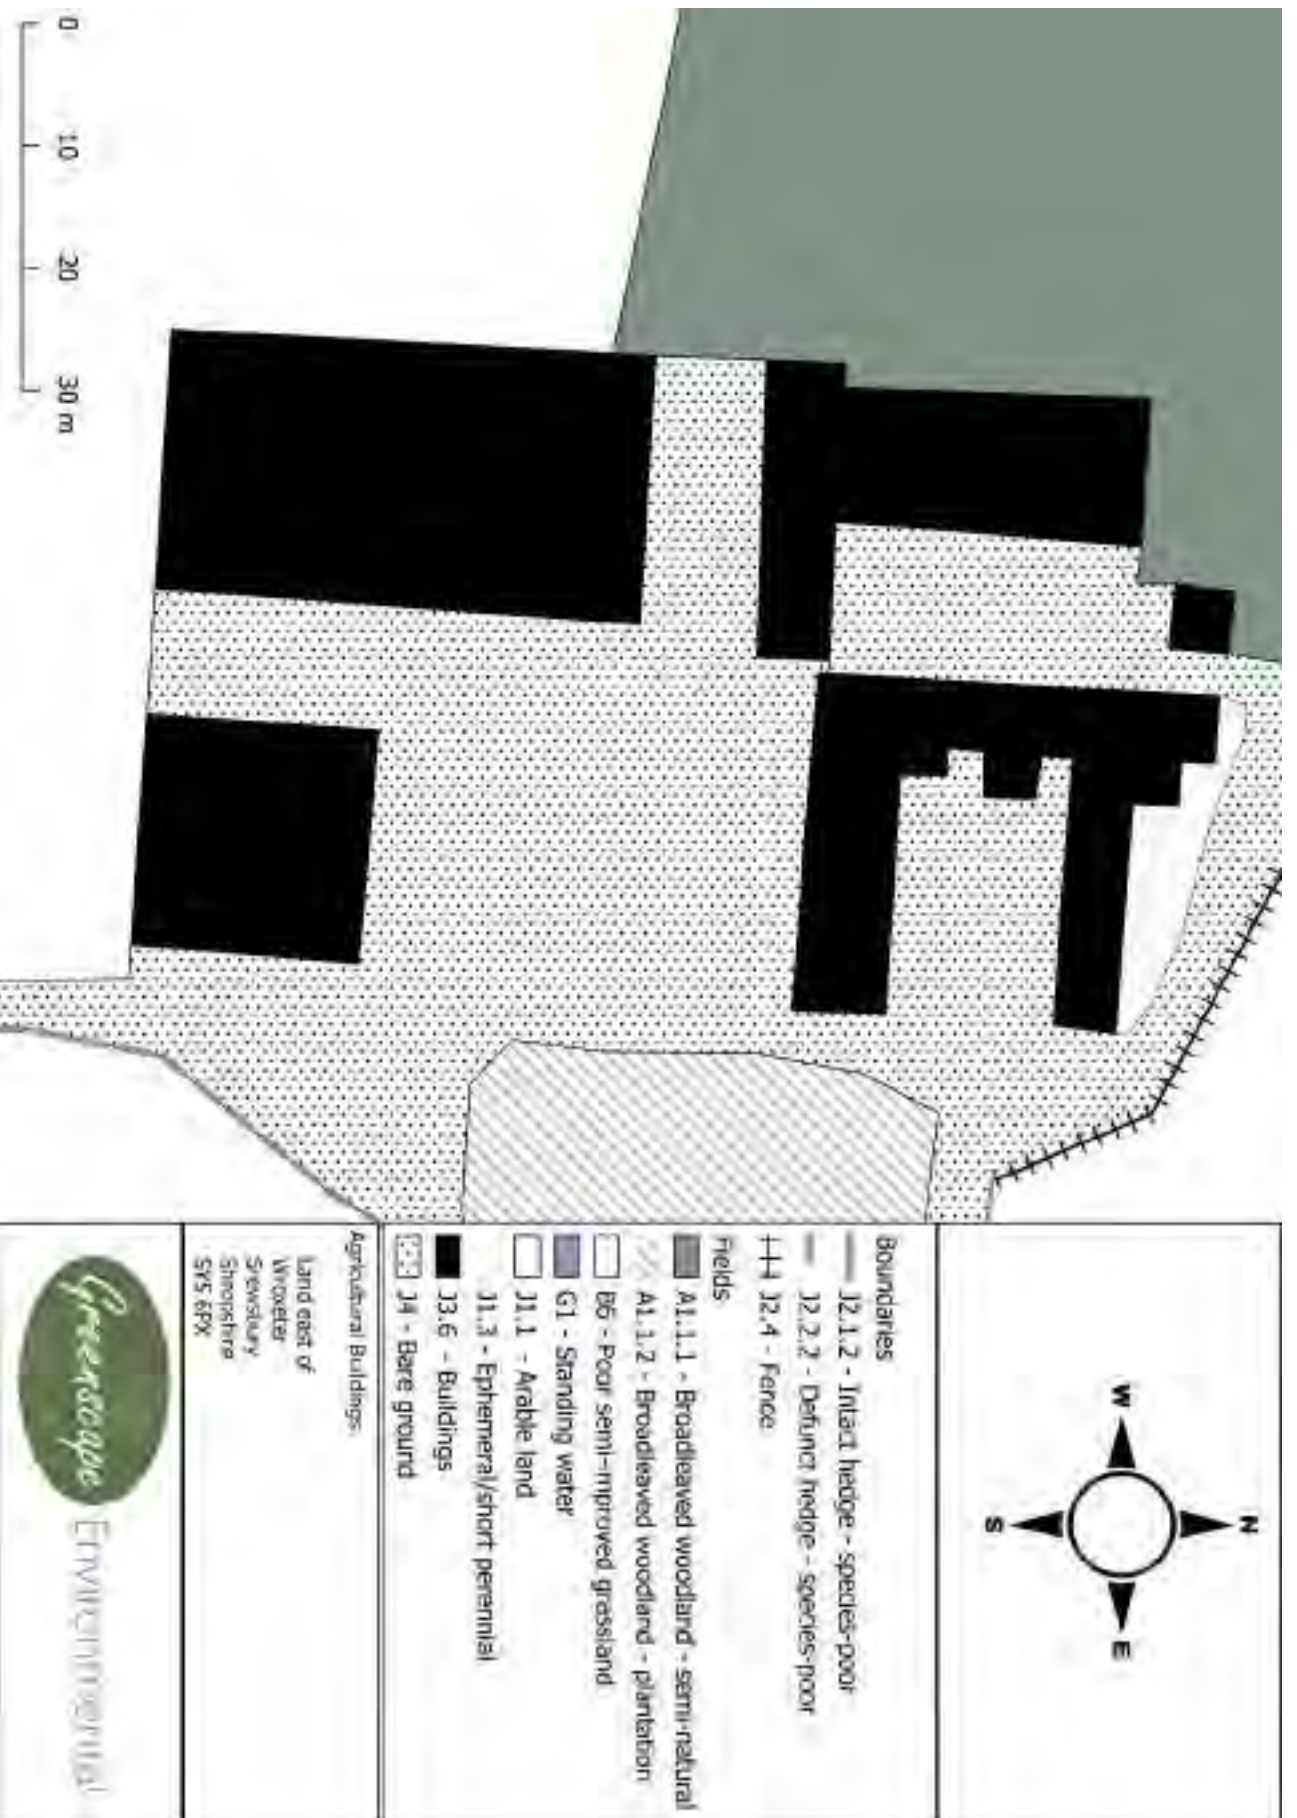 N
W
E
S
Boundaries
J2.1.2 - Intact hedge - species-poor
J2.2.2 - Defunct hedge - species-poor
J2.4 - Fence
Fields
A1.1.1 - Broadleaved woodland - semi-natural
A1.1.2 - Broadleaved woodland - plantation
B6 - Poor semi-improved grassland
G1 - Standing water
J1.1 - Arable land
J1.3 - Ephemeral/short perennial
J3.6 - Buildings
J4 - Bare ground
Agricultural Buildings
Land east of
Wroxeter
Srewsbury
Shropshire
SY5 6PX
Greenscape Environmental
0 10 20 30 m